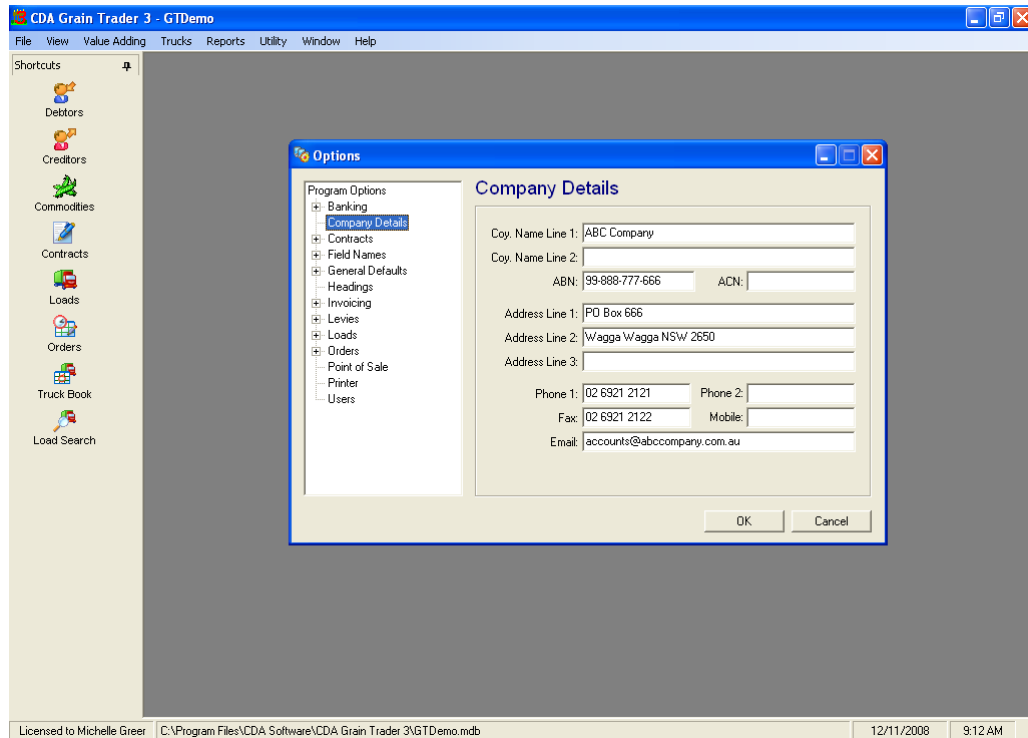 CDA Grain Trader 3 - GTDemo
File View Value Adding Trucks Reports Utility Window Help
Shortcuts
Debtors
Creditors
Commodities
Contracts
Loads
Orders
Truck Book
Load Search
Options
Program Options
Banking
Company Details
Contracts
Field Names
General Defaults
Headings
Invoicing
Levies
Loads
Orders
Point of Sale
Printer
Users
Company Details
Coy. Name Line 1: ABC Company
Coy. Name Line 2:
ABN: 99-888-777-666 ACN:
Address Line 1: PO Box 666
Address Line 2: Wagga Wagga NSW 2650
Address Line 3:
Phone 1: 02 6921 2121 Phone 2:
Fax: 02 6921 2122 Mobile:
Email: accounts@abccompany.com.au
OK Cancel
Licensed to Michelle Greer C:\Program Files\CDA Software\CDA Grain Trader 3\GTDemo.mdb 12/11/2008 9:12 AM